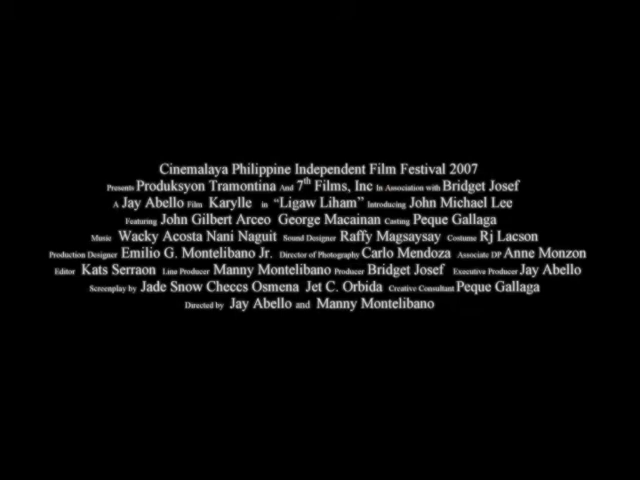 Cinemalaya Philippine Independent Film Festival 2007
Presents Produksyon Tramontina And 7th Films, Inc In Association with Bridget Josef
A Jay Abello Film Karylle in “Ligaw Liham” Introducing John Michael Lee
Featuring John Gilbert Arceo George Macainan Casting Peque Gallaga
Music Wacky Acosta Nani Naguit Sound Designer Raffy Magsaysay Costume Rj Lacson
Production Designer Emilio G. Montelibano Jr. Director of Photography Carlo Mendoza Associate DP Anne Monzon
Editor Kats Serraon Line Producer Manny Montelibano Producer Bridget Josef Executive Producer Jay Abello
Screenplay by Jade Snow Checcs Osmena Jet C. Orbida Creative Consultant Peque Gallaga
Directed by Jay Abello and Manny Montelibano